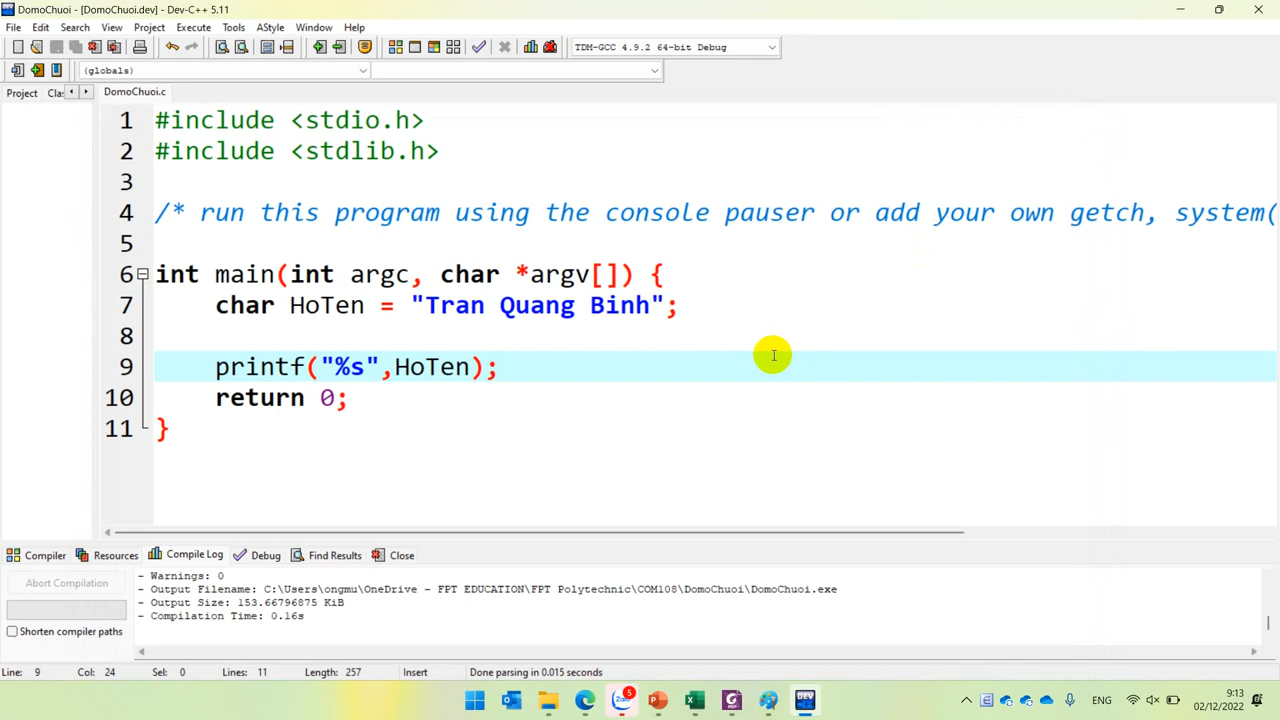 DomoChuoi - [DomoChuoi.dev] - Dev-C++ 5.11
File Edit Search View Project Execute Tools AStyle Window Help
TDM-GCC 4.9.2 64-bit Debug
(globals)
Project Clas
DomoChuoi.c
1 #include <stdio.h>
2 #include <stdlib.h>
3
4 /* run this program using the console pauser or add your own getch, system(
5
6 int main(int argc, char *argv[]) {
7 char HoTen = "Tran Quang Binh";
8
9 printf("%s",HoTen);
10 return 0;
11 }
Compiler Resources Compile Log Debug Find Results Close
Abort Compilation
Shorten compiler paths
- Warnings: 0
- Output Filename: C:\Users\ongmu\OneDrive - FPT EDUCATION\FPT Polytechnic\COM108\DomoChuoi\DomoChuoi.exe
- Output Size: 153.66796875 KiB
- Compilation Time: 0.16s
Line: 9 Col: 24 Sel: 0 Lines: 11 Length: 257 Insert Done parsing in 0.015 seconds
Zalo 5 DEV ENG 9:13
02/12/2022